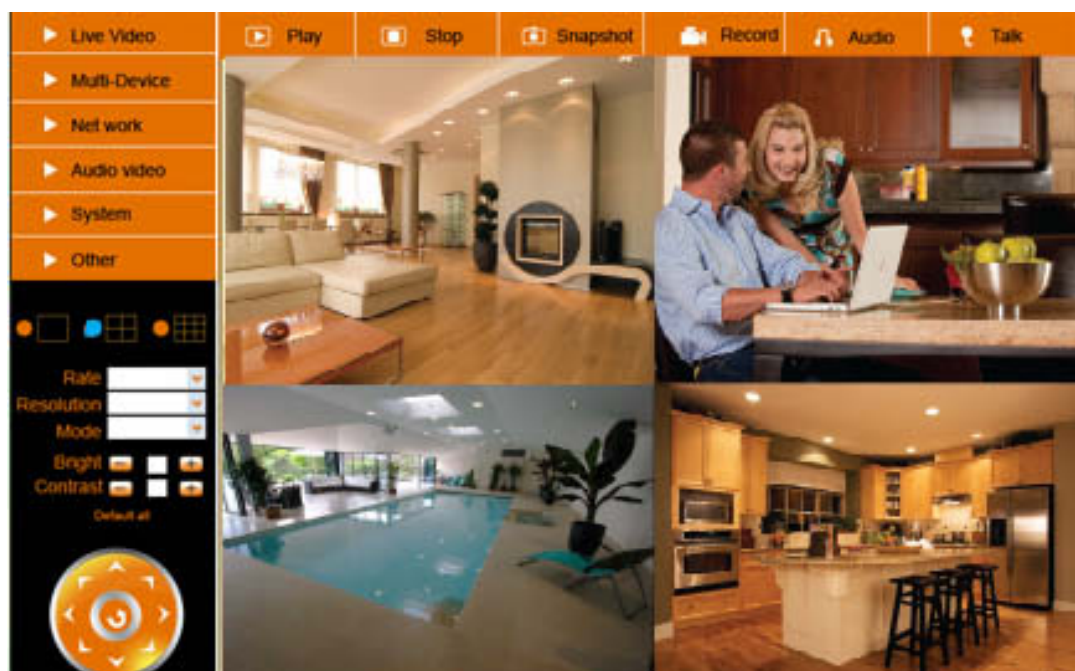 Live Video
Play
Stop
Snapshot
Record
Audio
Talk
Multi-Device
Net work
Audio video
System
Other
Rate
Resolution
Mode
Bright
Contrast
Default all